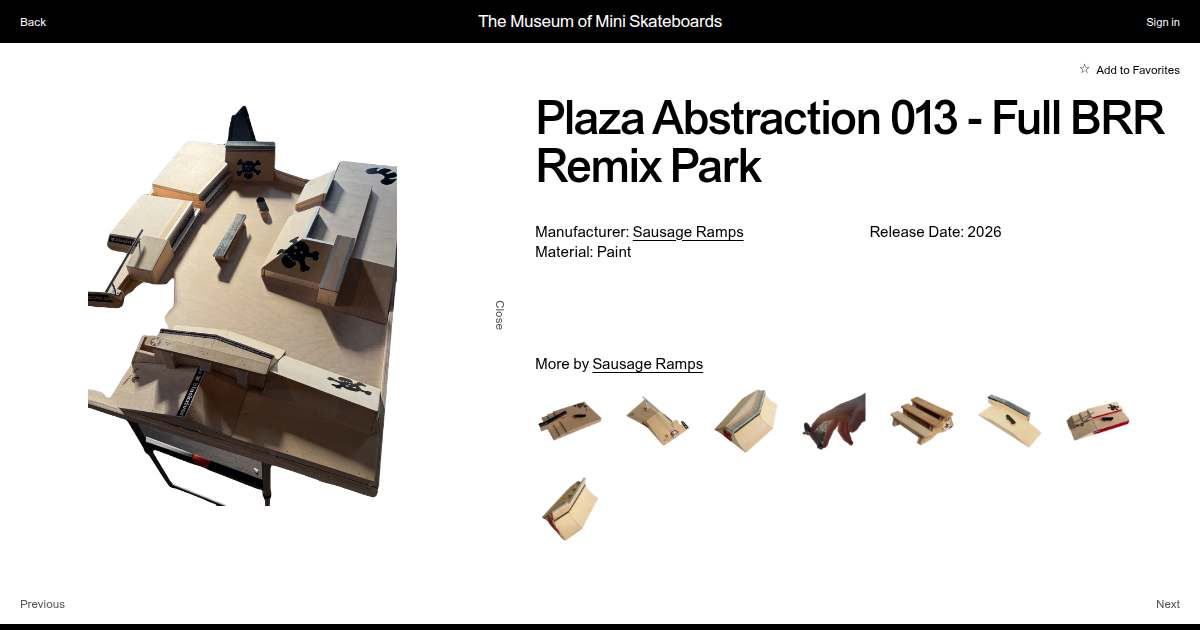 Back
The Museum of Mini Skateboards
Sign in
☆ Add to Favorites
Plaza Abstraction 013 - Full BRR
Remix Park
Manufacturer: Sausage Ramps
Release Date: 2026
Material: Paint
Close
More by Sausage Ramps
Previous
Next